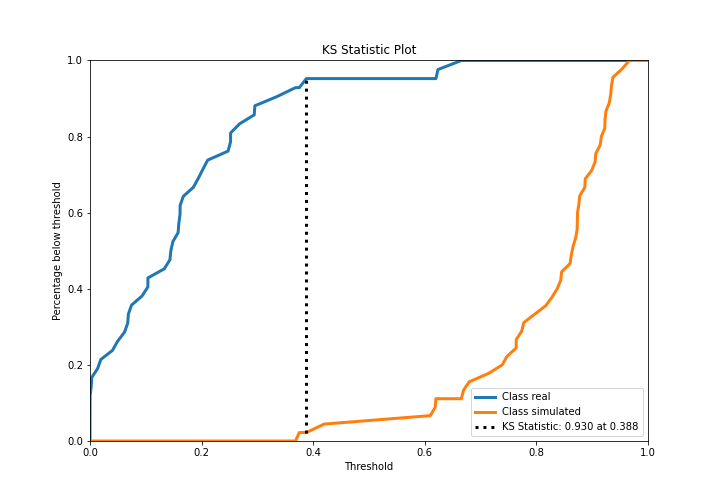 KS Statistic Plot
1.0
0.8
0.6
0.4
0.2
0.0
Percentage below threshold
0.0 0.2 0.4 0.6 0.8 1.0
Threshold
Class real
Class simulated
KS Statistic: 0.930 at 0.388